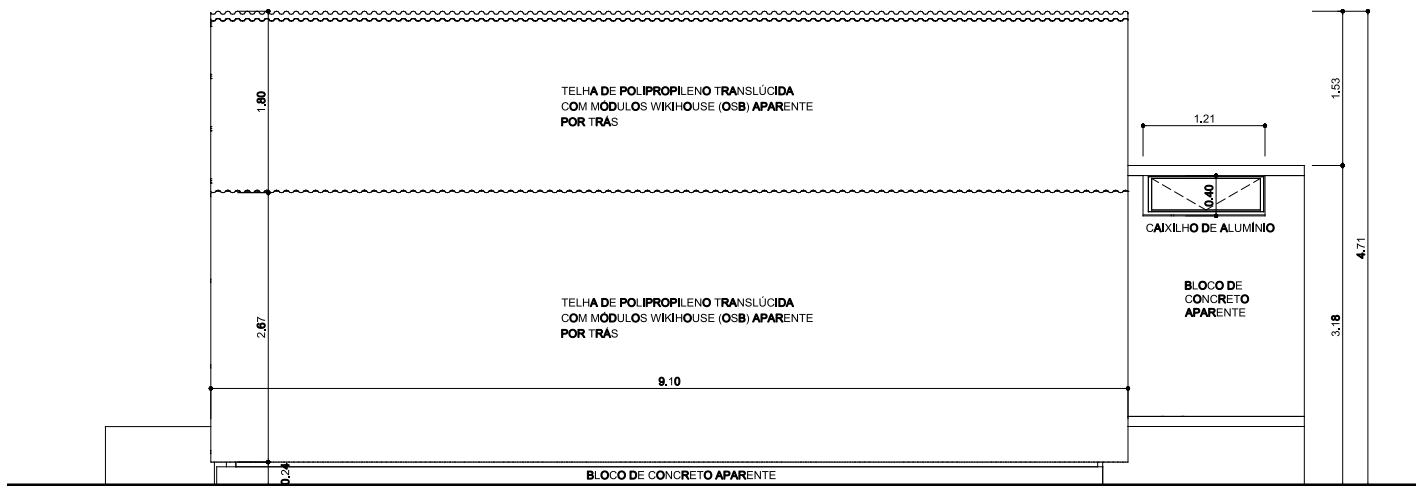 TELHA DE POLIPROPILENO TRANSLÚCIDA
COM MÓDULOS WIKIHOUSE (OSB) APARENTE
POR TRÁS
1.80
1.53
1.21
0.40
CAIXILHO DE ALUMÍNIO
4.71
BLOCO DE
CONCRETO
APARENTE
TELHA DE POLIPROPILENO TRANSLÚCIDA
COM MÓDULOS WIKIHOUSE (OSB) APARENTE
POR TRÁS
2.67
3.18
9.10
0.24
BLOCO DE CONCRETO APARENTE